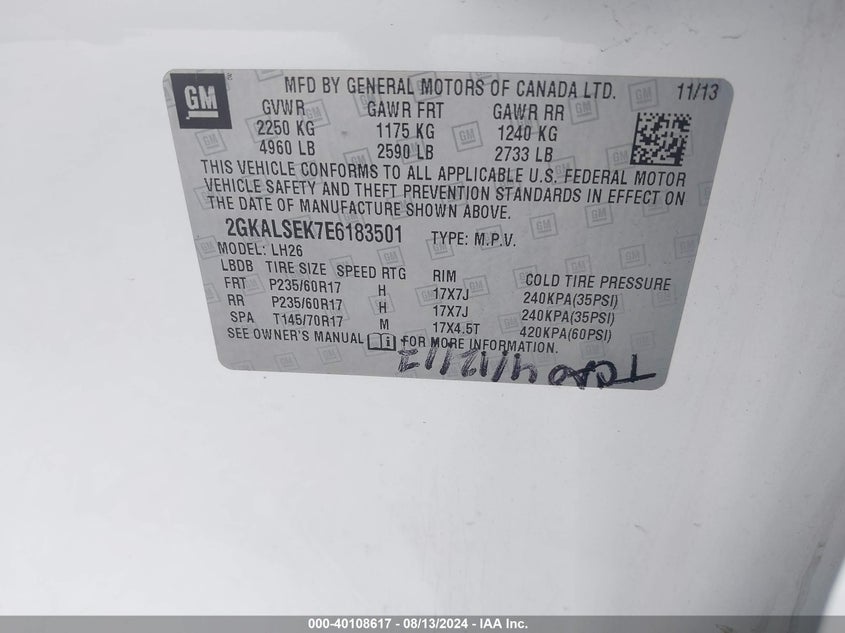 GM
MFD BY GENERAL MOTORS OF CANADA LTD. 11/13
GVWR GAWR FRT GAWR RR
2250 KG 1175 KG 1240 KG
4960 LB 2590 LB 2733 LB
THIS VEHICLE CONFORMS TO ALL APPLICABLE U.S. FEDERAL MOTOR
VEHICLE SAFETY AND THEFT PREVENTION STANDARDS IN EFFECT ON
THE DATE OF MANUFACTURE SHOWN ABOVE.
2GKALSEK7E6183501 TYPE: M.P.V.
MODEL: LH26
LBDB TIRE SIZE SPEED RTG RIM COLD TIRE PRESSURE
FRT P235/60R17 H 17X7J 240KPA(35PSI)
RR P235/60R17 H 17X7J 240KPA(35PSI)
SPA T145/70R17 M 17X4.5T 420KPA(60PSI)
SEE OWNER'S MANUAL i FOR MORE INFORMATION.
000-40108617 - 08/13/2024 - IAA Inc.